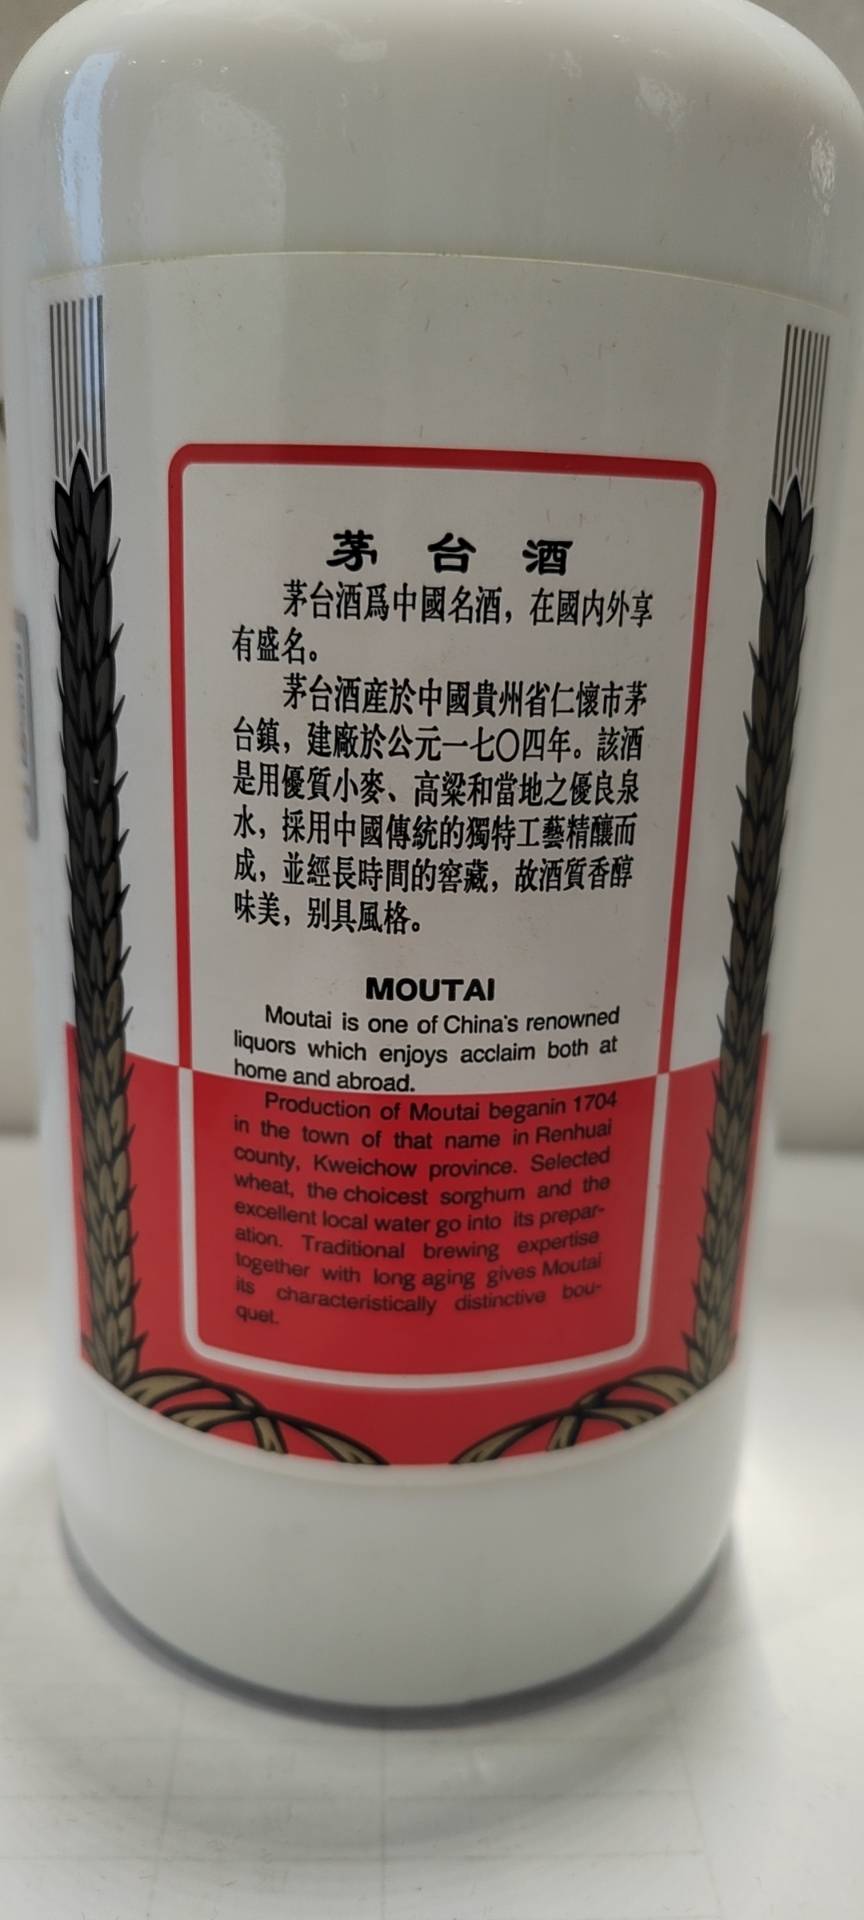 茅台酒
茅台酒爲中國名酒，在國内外享
有盛名。
茅台酒産於中國貴州省仁懷市茅
台鎮，建廠於公元一七〇四年。該酒
是用優質小麥、高粱和當地之優良泉
水，採用中國傳統的獨特工藝精釀而
成，並經長時間的窖藏，故酒質香醇
味美，别具風格。
MOUTAI
Moutai is one of China's renowned
liquors which enjoys acclaim both at
home and abroad.
Production of Moutai beganin 1704
in the town of that name in Renhuai
county, Kweichow province. Selected
wheat, the choicest sorghum and the
excellent local water go into its prepar-
ation. Traditional brewing expertise
together with long aging gives Moutai
its characteristically distinctive bou-
quet.